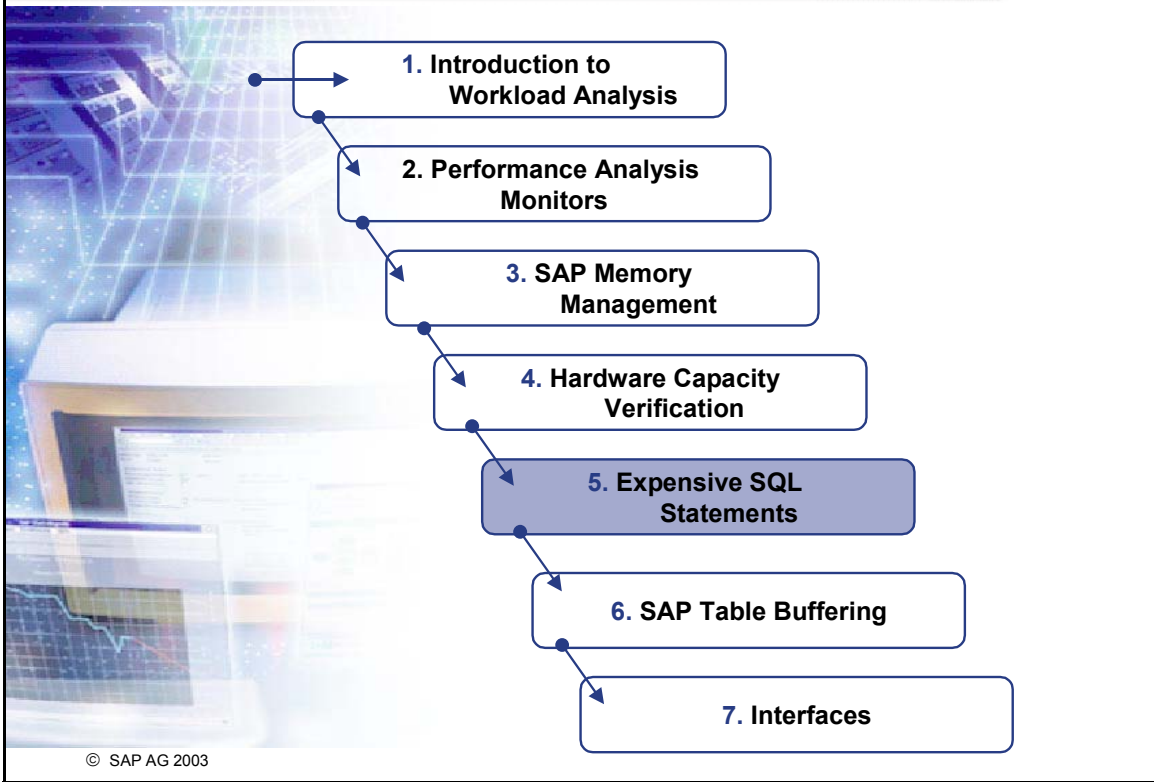 1. Introduction to
Workload Analysis
2. Performance Analysis
Monitors
3. SAP Memory
Management
4. Hardware Capacity
Verification
5. Expensive SQL
Statements
6. SAP Table Buffering
7. Interfaces
© SAP AG 2003